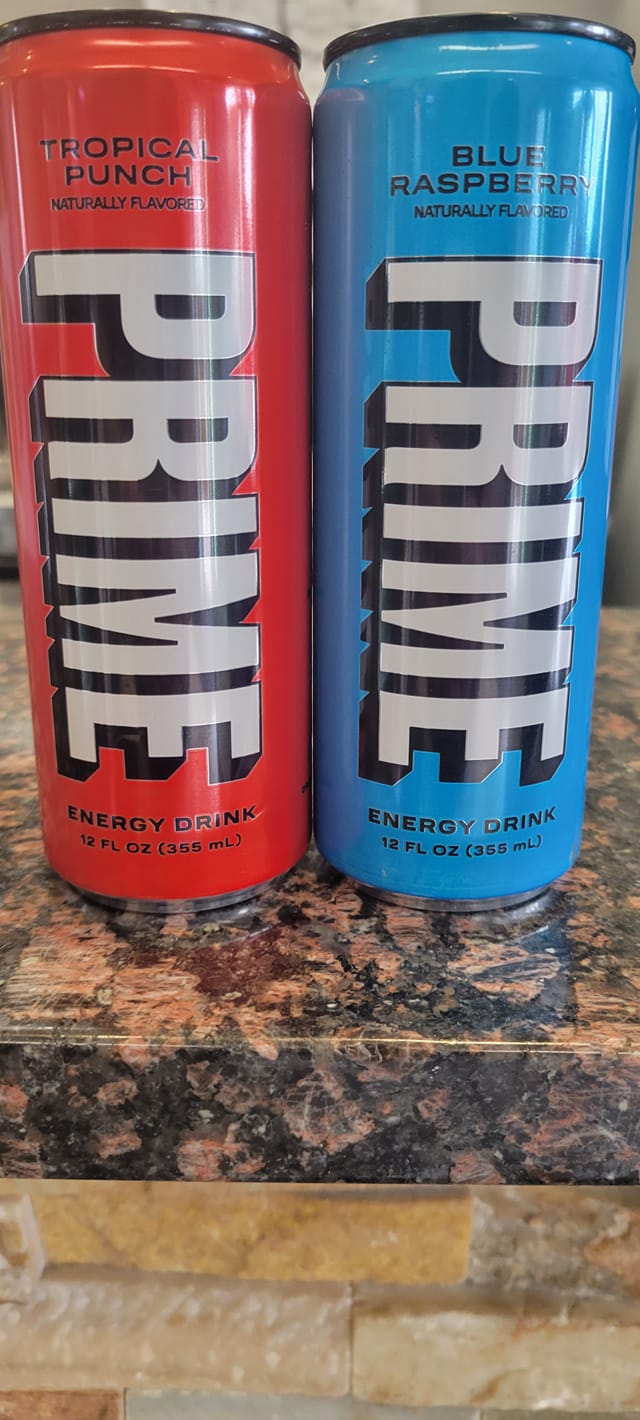 TROPICAL
PUNCH
NATURALLY FLAVORED
PRIME
ENERGY DRINK
12 FL OZ (355 mL)
BLUE
RASPBERRY
NATURALLY FLAVORED
PRIME
ENERGY DRINK
12 FL OZ (355 mL)